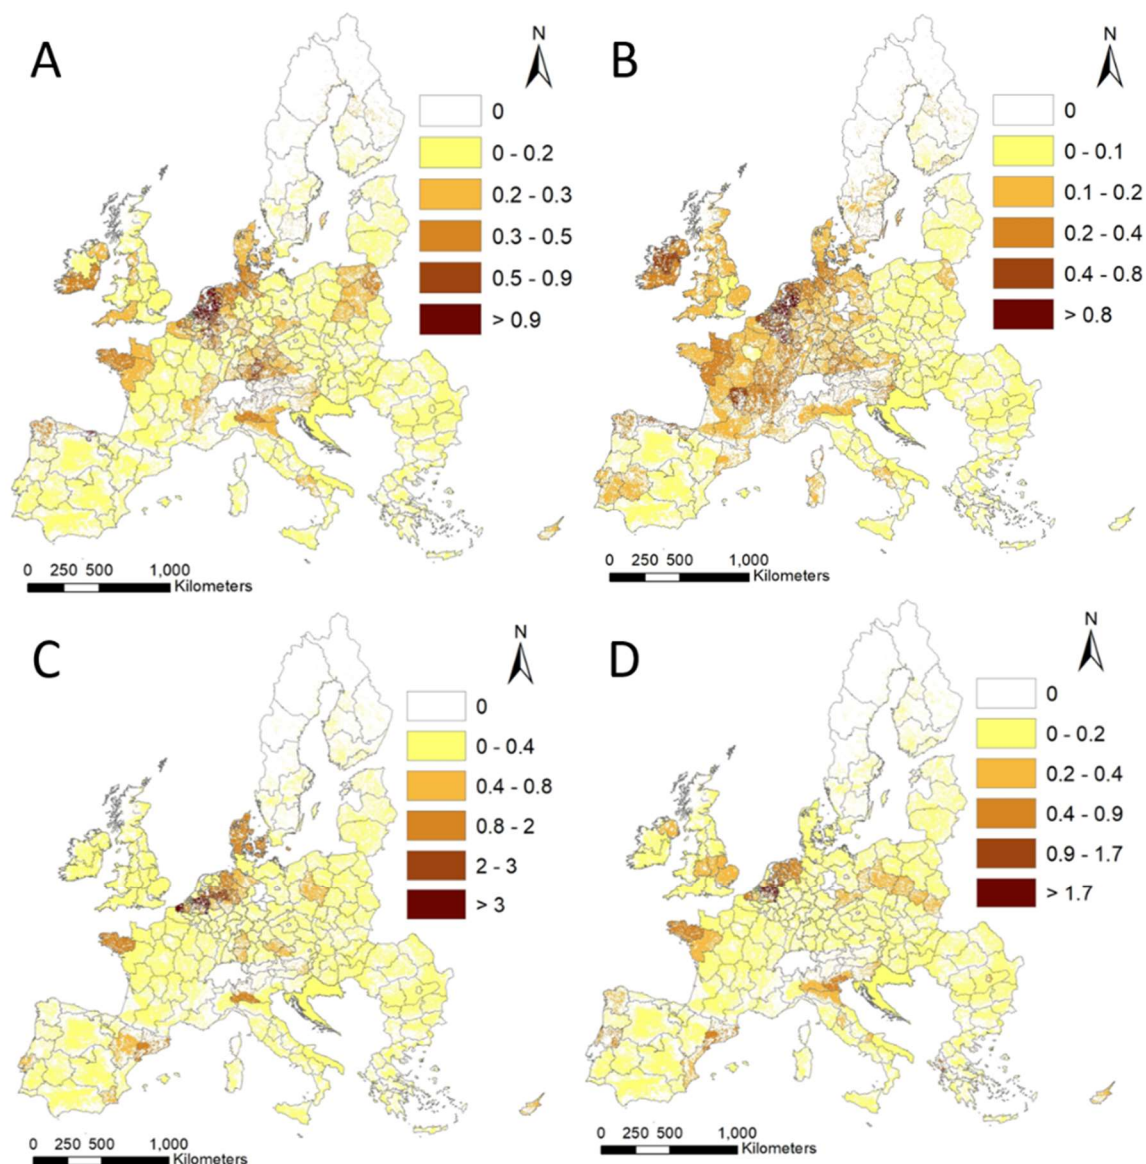 A
N
0
0 - 0.2
0.2 - 0.3
0.3 - 0.5
0.5 - 0.9
> 0.9
0 250 500 1,000
Kilometers
B
N
0
0 - 0.1
0.1 - 0.2
0.2 - 0.4
0.4 - 0.8
> 0.8
0 250 500 1,000
Kilometers
C
N
0
0 - 0.4
0.4 - 0.8
0.8 - 2
2 - 3
> 3
0 250 500 1,000
Kilometers
D
N
0
0 - 0.2
0.2 - 0.4
0.4 - 0.9
0.9 - 1.7
> 1.7
0 250 500 1,000
Kilometers